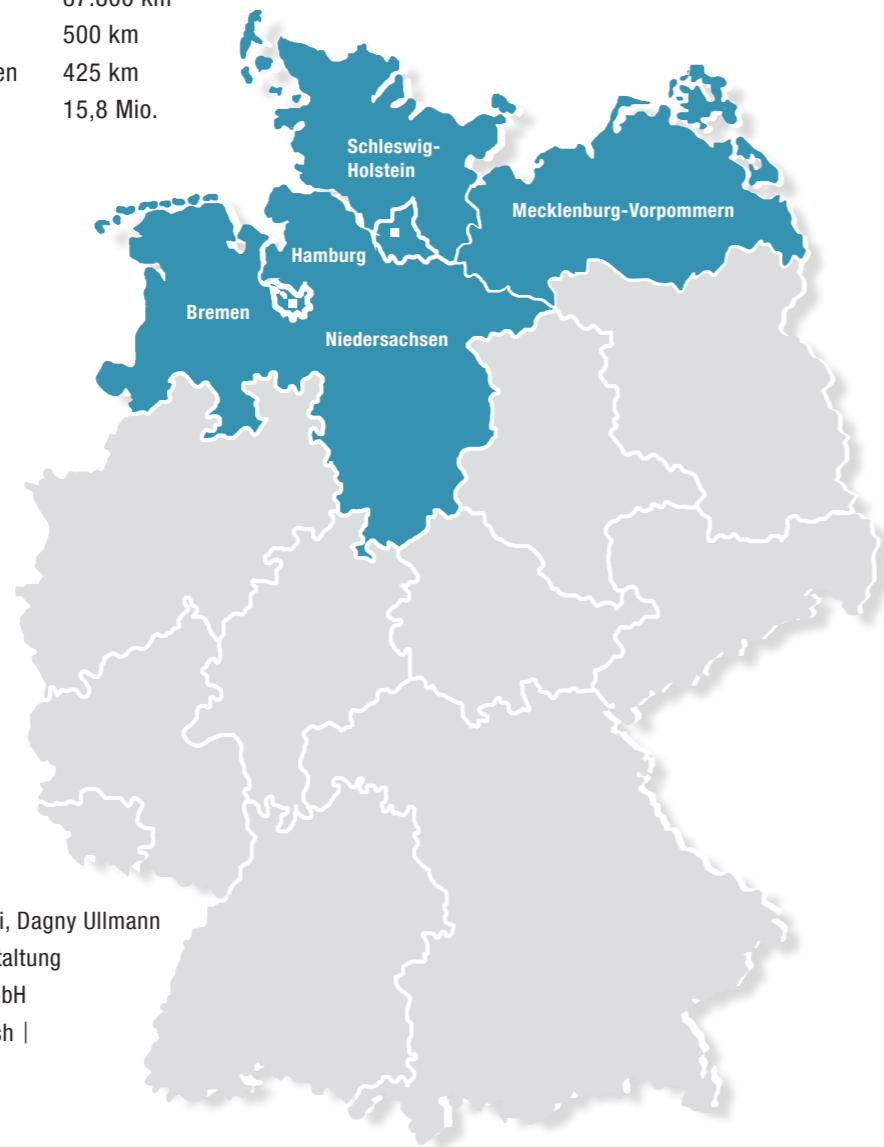 500 km
en 425 km
15,8 Mio.
Schleswig-
Holstein
Mecklenburg-Vorpommern
Hamburg
Bremen
Niedersachsen
i, Dagny Ullmann
taltung
bH
sh |